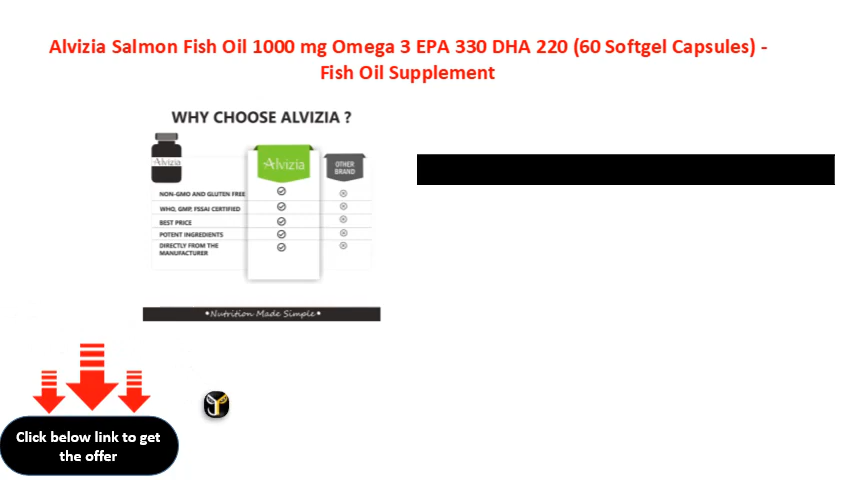 Alvizia Salmon Fish Oil 1000 mg Omega 3 EPA 330 DHA 220 (60 Softgel Capsules) -
Fish Oil Supplement
WHY CHOOSE ALVIZIA ?
Alvizia
Alvizia
OTHER
BRAND
NON-GMO AND GLUTEN FREE
WHO, GMP, FSSAI CERTIFIED
BEST PRICE
POTENT INGREDIENTS
DIRECTLY FROM THE
MANUFACTURER
•Nutrition Made Simple•
Click below link to get
the offer